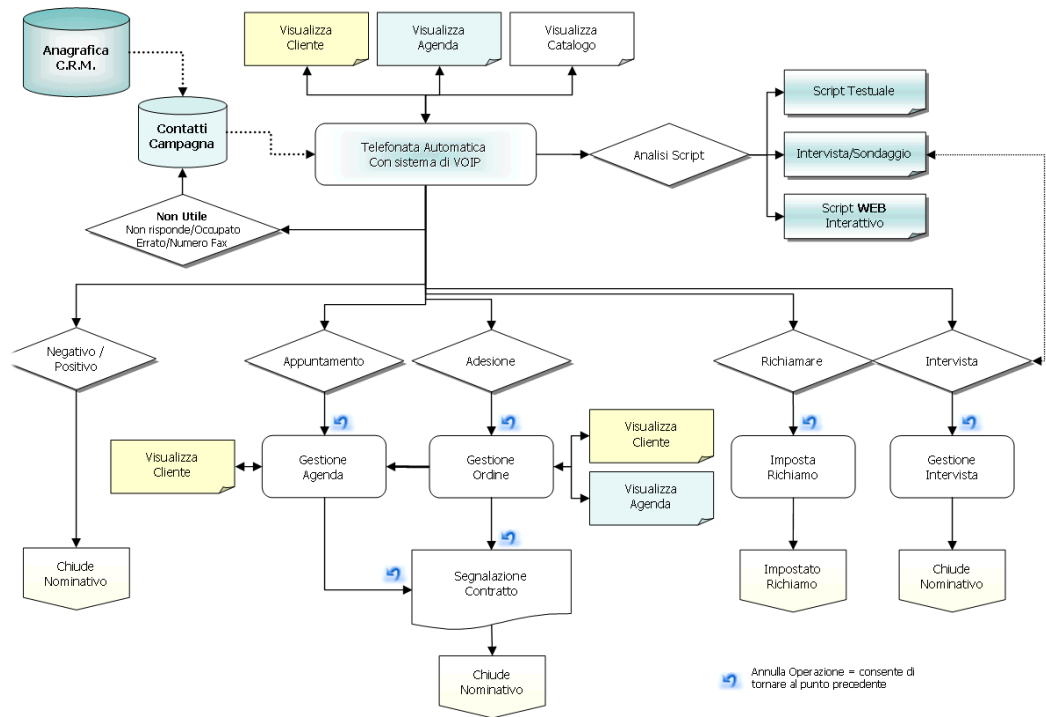 Anagrafica
C.R.M.
Visualizza
Cliente
Visualizza
Agenda
Visualizza
Catalogo
Contatti
Campagna
Telefonata Automatica
Con sistema di VOIP
Analisi Script
Script Testuale
Intervista/Sondaggio
Script WEB
Interattivo
Non Utile
Non risponde/Occupato
Errato/Numero Fax
Negativo /
Positivo
Appuntamento
Adesione
Richiamare
Intervista
Visualizza
Cliente
Gestione
Agenda
Gestione
Ordine
Visualizza
Cliente
Visualizza
Agenda
Imposta
Richiamo
Gestione
Intervista
Chiude
Nominativo
Segnalazione
Contratto
Impostato
Richiamo
Chiude
Nominativo
Chiude
Nominativo
Annulla Operazione = consente di
tornare al punto precedente